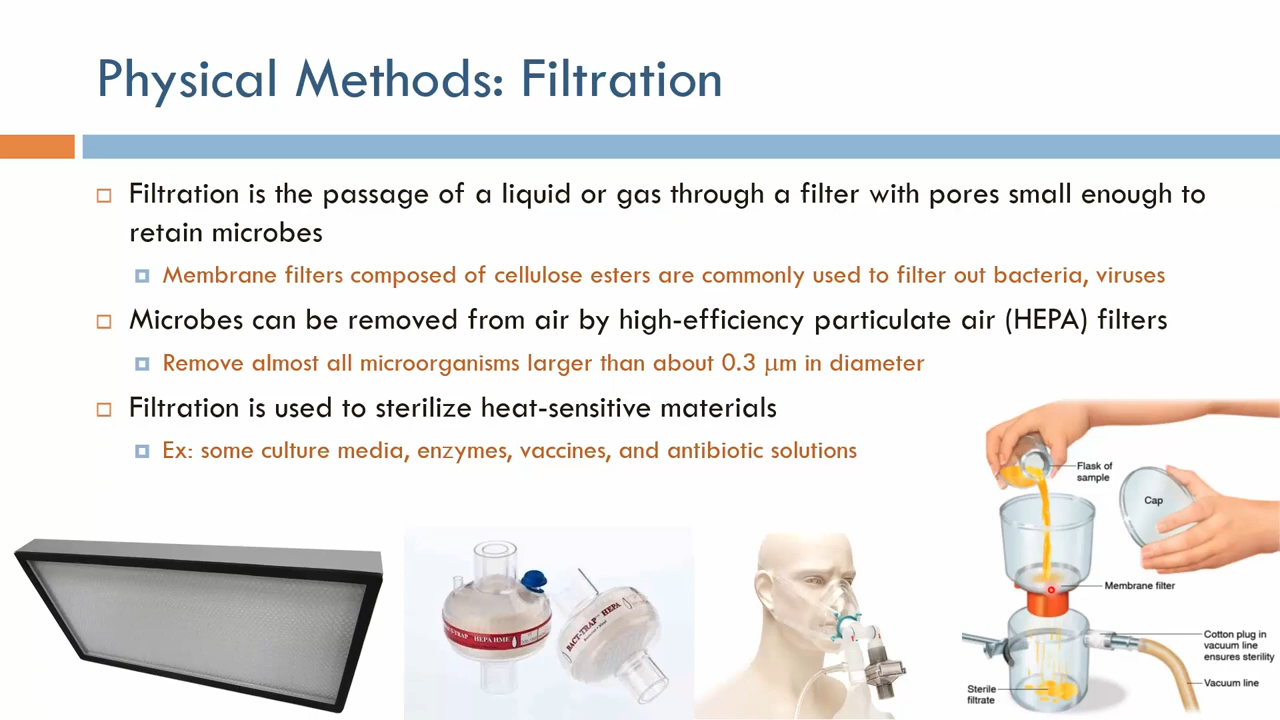 Physical Methods: Filtration
Filtration is the passage of a liquid or gas through a filter with pores small enough to
retain microbes
Membrane filters composed of cellulose esters are commonly used to filter out bacteria, viruses
Microbes can be removed from air by high-efficiency particulate air (HEPA) filters
Remove almost all microorganisms larger than about 0.3 μm in diameter
Filtration is used to sterilize heat-sensitive materials
Ex: some culture media, enzymes, vaccines, and antibiotic solutions
Flask of
sample
Cap
Membrane filter
Cotton plug in
vacuum line
ensures sterility
Vacuum line
Sterile
filtrate
HEPA HME
BACT-TRAP HEPA